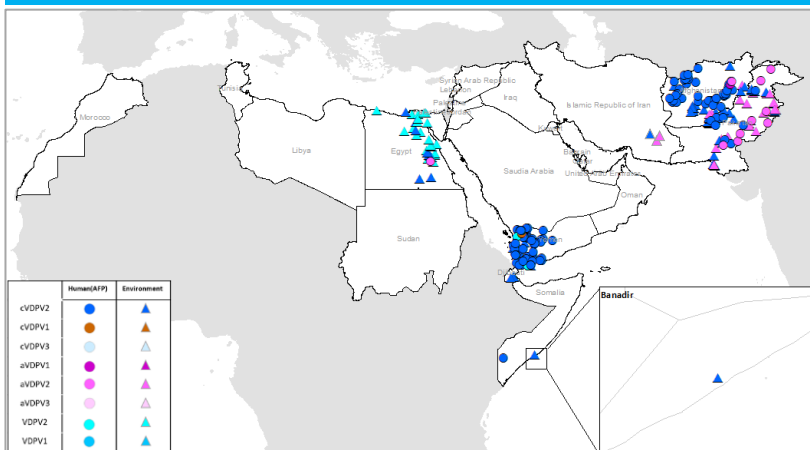 Syrian Arab Republic
Lebanon
Tunisia
Iraq
Islamic Republic of Iran
Afghanistan
Morocco
Libya
Egypt
Kuwait
Bahrain
Qatar
Saudi Arabia
United Arab Emirates
Oman
Sudan
Yemen
Djibouti
Somalia
Human(AFP) Environment
cVDPV2
cVDPV1
cVDPV3
aVDPV1
aVDPV2
aVDPV3
VDPV2
VDPV1
Banadir